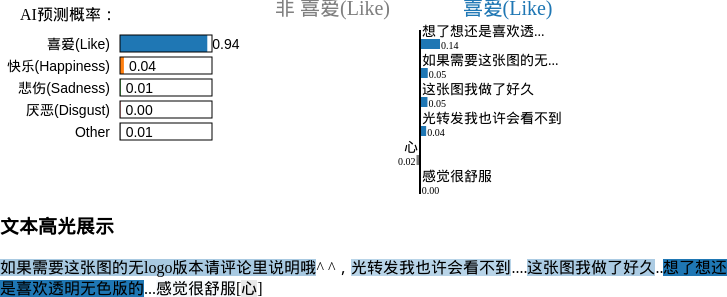 AI预测概率：
喜爱(Like) 0.94
快乐(Happiness) 0.04
悲伤(Sadness) 0.01
厌恶(Disgust) 0.00
Other 0.01
非 喜爱(Like) 喜爱(Like)
想了想还是喜欢透...
0.14
如果需要这张图的无...
0.05
这张图我做了好久
0.05
光转发我也许会看不到
0.04
心
0.02
感觉很舒服
0.00
文本高光展示
如果需要这张图的无logo版本请评论里说明哦^ ^，光转发我也许会看不到....这张图我做了好久..想了想还
是喜欢透明无色版的...感觉很舒服[心]